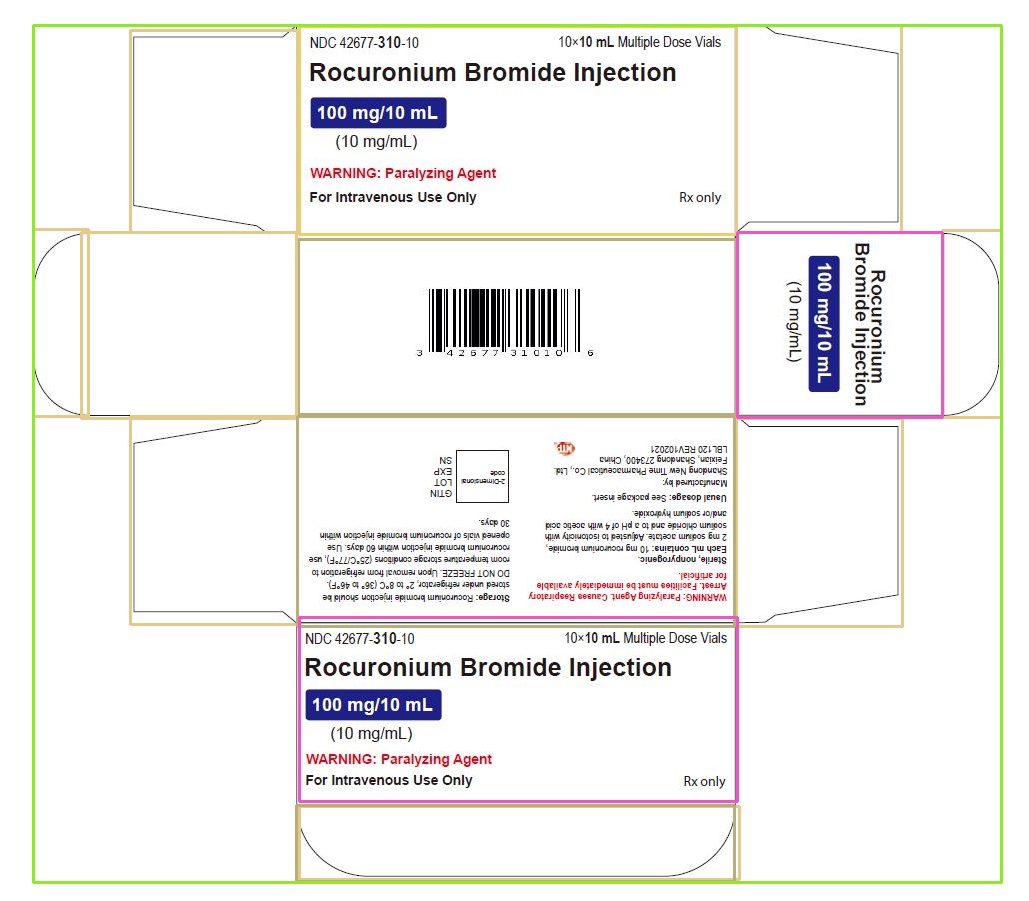 NDC 42677-310-10 10×10 mL Multiple Dose Vials
Rocuronium Bromide Injection
100 mg/10 mL
(10 mg/mL)
WARNING: Paralyzing Agent
For Intravenous Use Only Rx only
3 42677 31010 6
Rocuronium
Bromide Injection
100 mg/10 mL
(10 mg/mL)
WARNING: Paralyzing Agent. Causes Respiratory
Arrest. Facilities must be immediately available
for artificial.
Sterile, nonpyrogenic.
Each mL contains: 10 mg rocuronium bromide,
2 mg sodium acetate. Adjusted to isotonicity with
sodium chloride and to a pH of 4 with acetic acid
and/or sodium hydroxide.
Usual dosage: See package insert.
Manufactured by:
Shandong New Time Pharmaceutical Co., Ltd.
Feixian, Shandong 273400, China
LBL120 REV102021
Storage: Rocuronium bromide injection should be
stored under refrigerator, 2° to 8°C (36° to 46°F).
DO NOT FREEZE. Upon removal from refrigeration to
room temperature storage conditions (25°C/77°F), use
rocuronium bromide injection within 60 days. Use
opened vials of rocuronium bromide injection within
30 days.
2-Dimensional
code
GTIN
LOT
EXP
SN
NDC 42677-310-10 10×10 mL Multiple Dose Vials
Rocuronium Bromide Injection
100 mg/10 mL
(10 mg/mL)
WARNING: Paralyzing Agent
For Intravenous Use Only Rx only